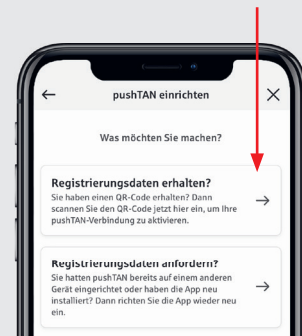 pushTAN einrichten
Was möchten Sie machen?
Registrierungsdaten erhalten?
Sie haben einen QR-Code erhalten? Dann
scannen Sie den QR-Code jetzt hier ein, um Ihre
pushTAN-Verbindung zu aktivieren.
Registrierungsdaten anfordern?
Sie hatten pushTAN bereits auf einem anderen
Gerät eingerichtet oder haben die App neu
installiert? Dann richten Sie die App wieder neu
ein.